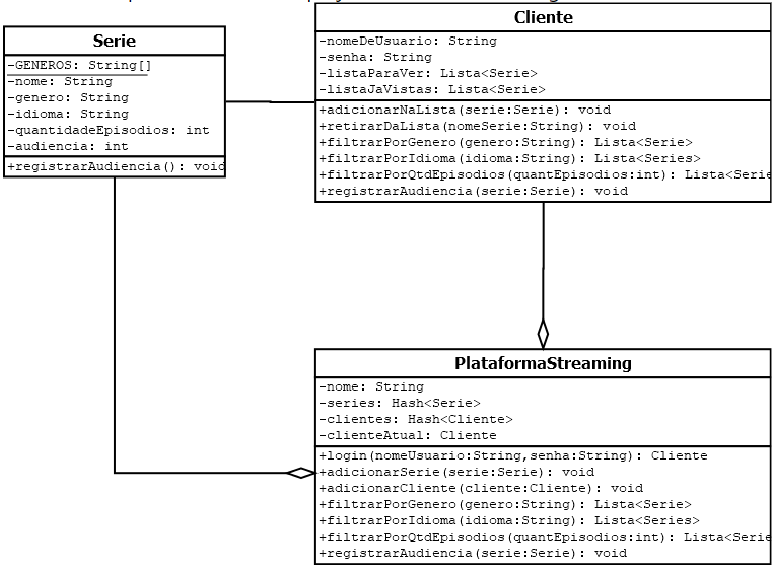 Serie
-GENEROS: String[]
-nome: String
-genero: String
-idioma: String
-quantidadeEpisodios: int
-audiencia: int
+registrarAudiencia(): void
Cliente
-nomeDeUsuario: String
-senha: String
-listaParaVer: Lista<Serie>
-listaJaVistas: Lista<Serie>
+adicionarNaLista(serie:Serie): void
+retirarDaLista(nomeSerie:String): void
+filtrarPorGenero(genero:String): Lista<Serie>
+filtrarPorIdioma(idioma:String): Lista<Series>
+filtrarPorQtdEpisodios(quantEpisodios:int): Lista<Serie
+registrarAudiencia(serie:Serie): void
PlataformaStreaming
-nome: String
-series: Hash<Serie>
-clientes: Hash<Cliente>
-clienteAtual: Cliente
+login(nomeUsuario:String,senha:String): Cliente
+adicionarSerie(serie:Serie): void
+adicionarCliente(cliente:Cliente): void
+filtrarPorGenero(genero:String): Lista<Serie>
+filtrarPorIdioma(idioma:String): Lista<Series>
+filtrarPorQtdEpisodios(quantEpisodios:int): Lista<Serie
+registrarAudiencia(serie:Serie): void